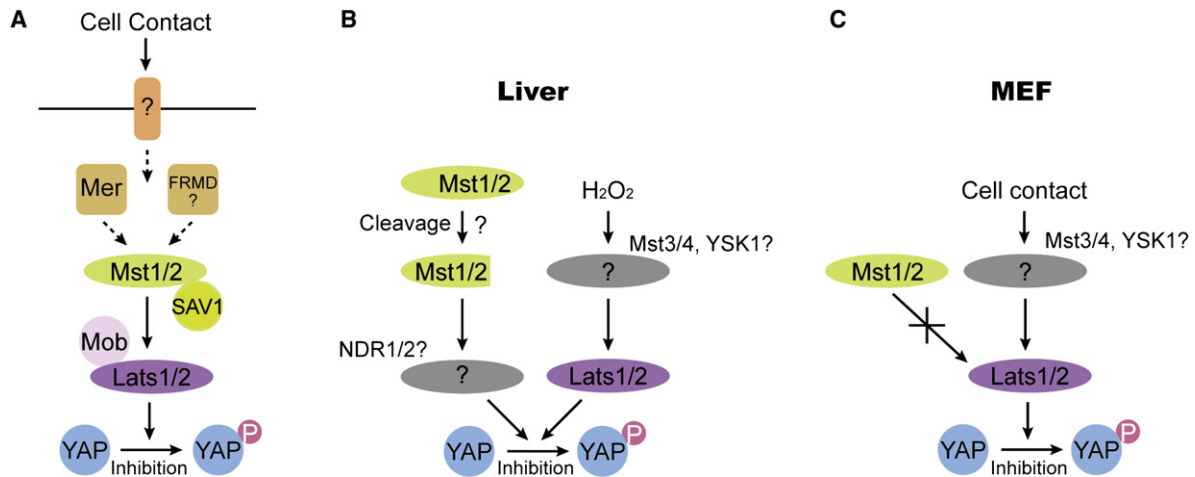 A
Cell Contact
?
Mer
FRMD
?
Mst1/2
SAV1
Mob
Lats1/2
YAP
YAP
P
Inhibition
B
Liver
Mst1/2
Cleavage
?
Mst1/2
NDR1/2?
?
H₂O₂
Mst3/4, YSK1?
?
Lats1/2
YAP
YAP
P
Inhibition
C
MEF
Cell contact
Mst3/4, YSK1?
Mst1/2
?
Lats1/2
YAP
YAP
P
Inhibition